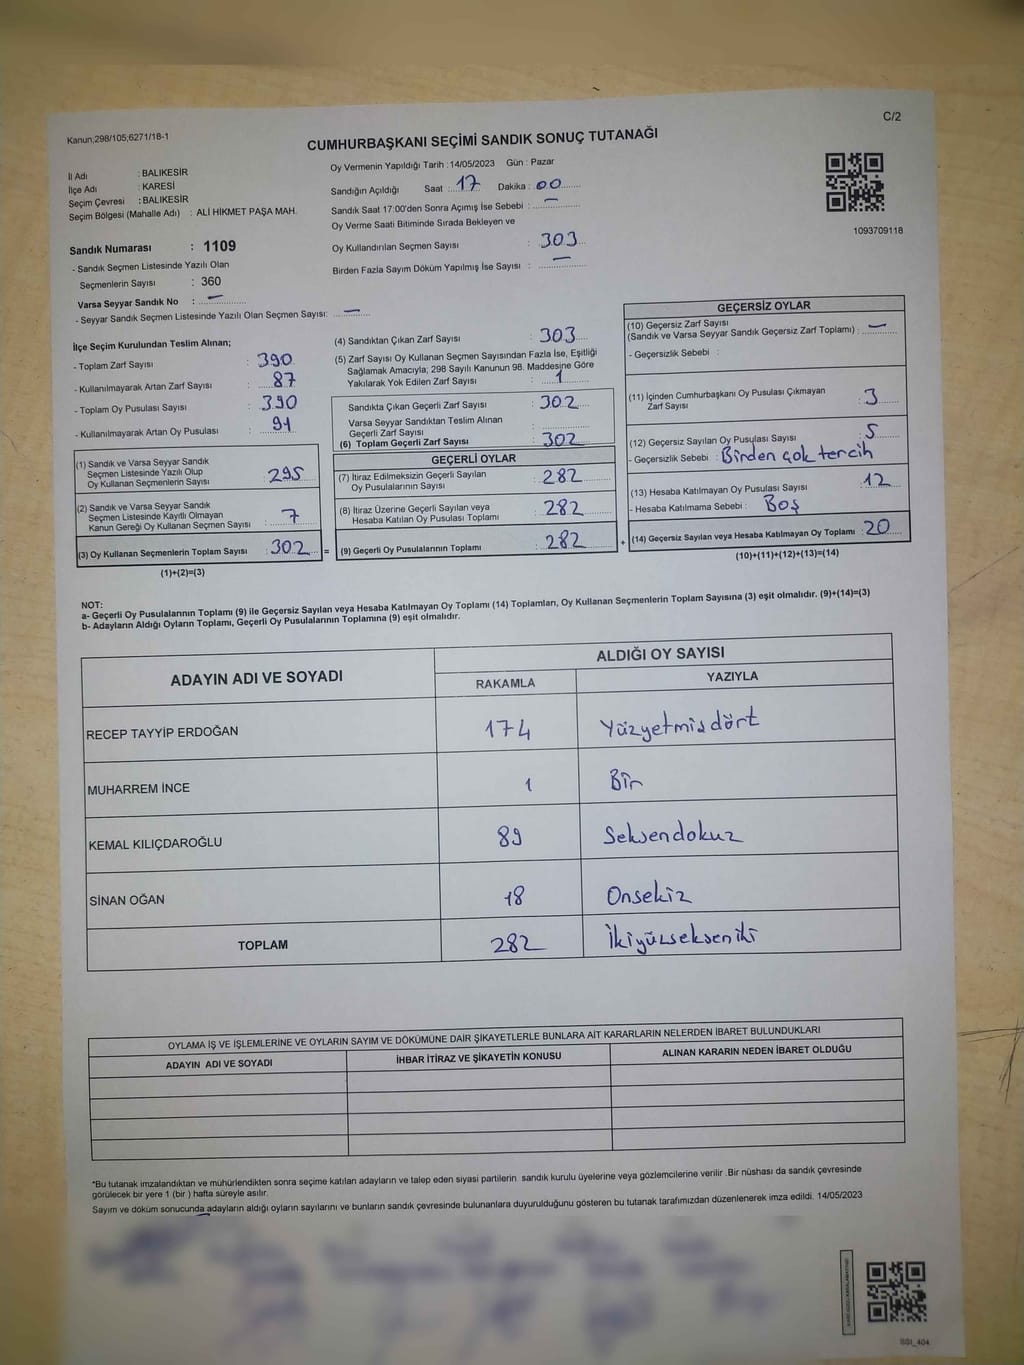 Kanun;298/105;6271/18-1
C/2
CUMHURBAŞKANI SEÇİMİ SANDIK SONUÇ TUTANAĞI
İl Adı : BALIKESİR
İlçe Adı : KARESİ
Seçim Çevresi : BALIKESİR
Seçim Bölgesi (Mahalle Adı) : ALİ HİKMET PAŞA MAH.
Oy Vermenin Yapıldığı Tarih : 14/05/2023 Gün : Pazar
Sandığın Açıldığı Saat : 17 Dakika : 00
Sandık Saat 17:00'den Sonra Açımış İse Sebebi : —
Oy Verme Saati Bitiminde Sırada Bekleyen ve
Oy Kullandırılan Seçmen Sayısı : 303
Birden Fazla Sayım Döküm Yapılmış İse Sayısı : —
1093709118
Sandık Numarası : 1109
- Sandık Seçmen Listesinde Yazılı Olan
Seçmenlerin Sayısı : 360
Varsa Seyyar Sandık No : —
- Seyyar Sandık Seçmen Listesinde Yazılı Olan Seçmen Sayısı: —
İlçe Seçim Kurulundan Teslim Alınan;
- Toplam Zarf Sayısı : 390
- Kullanılmayarak Artan Zarf Sayısı : 87
- Toplam Oy Pusulası Sayısı : 390
- Kullanılmayarak Artan Oy Pusulası : 91
(1) Sandık ve Varsa Seyyar Sandık
Seçmen Listesinde Yazılı Olup
Oy Kullanan Seçmenlerin Sayısı : 295
(2) Sandık ve Varsa Seyyar Sandık
Seçmen Listesinde Kayıtlı Olmayan
Kanun Gereği Oy Kullanan Seçmen Sayısı : 7
(3) Oy Kullanan Seçmenlerin Toplam Sayısı : 302 =
(1)+(2)=(3)
(4) Sandıktan Çıkan Zarf Sayısı : 303
(5) Zarf Sayısı Oy Kullanan Seçmen Sayısından Fazla İse, Eşitliği
Sağlamak Amacıyla; 298 Sayılı Kanunun 98. Maddesine Göre
Yakılarak Yok Edilen Zarf Sayısı : 1
Sandıkta Çıkan Geçerli Zarf Sayısı : 302
Varsa Seyyar Sandıktan Teslim Alınan
Geçerli Zarf Sayısı :
(6) Toplam Geçerli Zarf Sayısı : 302
GEÇERLİ OYLAR
(7) İtiraz Edilmeksizin Geçerli Sayılan
Oy Pusulalarının Sayısı : 282
(8) İtiraz Üzerine Geçerli Sayılan veya
Hesaba Katılan Oy Pusulası Toplamı : 282
(9) Geçerli Oy Pusulalarının Toplamı : 282 +
GEÇERSİZ OYLAR
(10) Geçersiz Zarf Sayısı
(Sandık ve Varsa Seyyar Sandık Geçersiz Zarf Toplamı) : —
- Geçersizlik Sebebi :
(11) İçinden Cumhurbaşkanı Oy Pusulası Çıkmayan
Zarf Sayısı : 3
(12) Geçersiz Sayılan Oy Pusulası Sayısı : 5
- Geçersizlik Sebebi : Birden çok tercih
(13) Hesaba Katılmayan Oy Pusulası Sayısı : 12
- Hesaba Katılmama Sebebi : Boş
(14) Geçersiz Sayılan veya Hesaba Katılmayan Oy Toplamı : 20
(10)+(11)+(12)+(13)=(14)
NOT:
a- Geçerli Oy Pusulalarının Toplamı (9) ile Geçersiz Sayılan veya Hesaba Katılmayan Oy Toplamı (14) Toplamları, Oy Kullanan Seçmenlerin Toplam Sayısına (3) eşit olmalıdır. (9)+(14)=(3)
b- Adayların Aldığı Oyların Toplamı, Geçerli Oy Pusulalarının Toplamına (9) eşit olmalıdır.
ADAYIN ADI VE SOYADI
ALDIĞI OY SAYISI
RAKAMLA YAZIYLA
RECEP TAYYİP ERDOĞAN 174 Yüzyetmişdört
MUHARREM İNCE 1 Bir
KEMAL KILIÇDAROĞLU 89 Seksendokuz
SİNAN OĞAN 18 Onsekiz
TOPLAM 282 İkiyüzsekseniki
OYLAMA İŞ VE İŞLEMLERİNE VE OYLARIN SAYIM VE DÖKÜMÜNE DAİR ŞİKAYETLERLE BUNLARA AİT KARARLARIN NELERDEN İBARET BULUNDUKLARI
ADAYIN ADI VE SOYADI İHBAR İTİRAZ VE ŞİKAYETİN KONUSU ALINAN KARARIN NEDEN İBARET OLDUĞU
*Bu tutanak imzalandıktan ve mühürlendikten sonra seçime katılan adayların ve talep eden siyasi partilerin sandık kurulu üyelerine veya gözlemcilerine verilir .Bir nüshası da sandık çevresinde
görülecek bir yere 1 (bir ) hafta süreyle asılır.
Sayım ve döküm sonucunda adayların aldığı oyların sayılarını ve bunların sandık çevresinde bulunanlara duyurulduğunu gösteren bu tutanak tarafımızdan düzenlenerek imza edildi. 14/05/2023